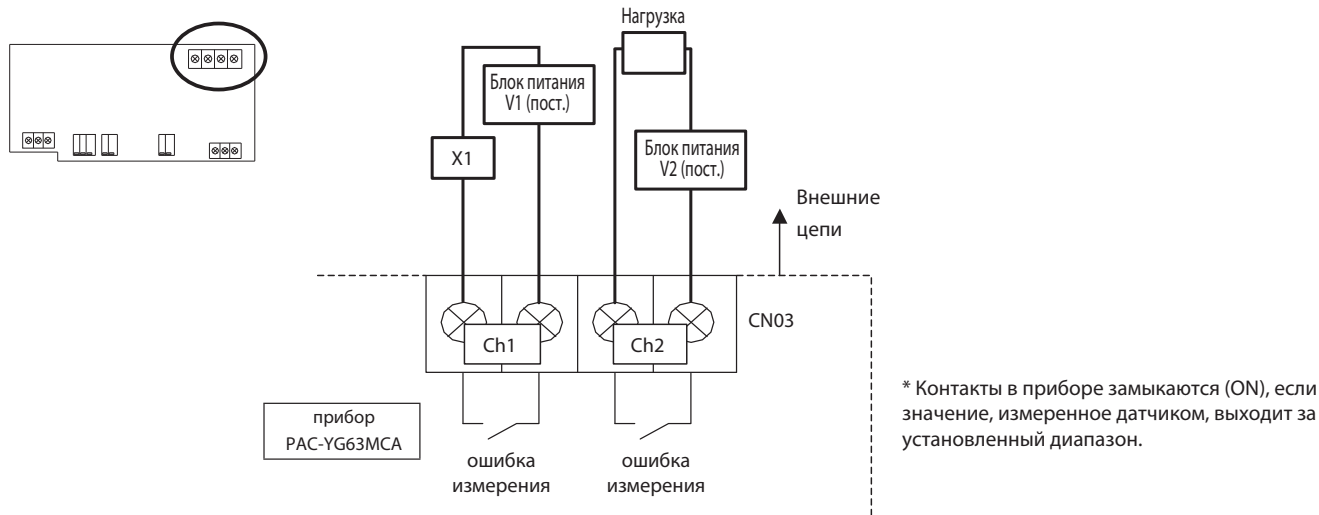 Нагрузка
Блок питания
V1 (пост.)
X1
Блок питания
V2 (пост.)
Внешние
цепи
CN03
Ch1
Ch2
прибор
PAC-YG63MCA
ошибка
измерения
ошибка
измерения
* Контакты в приборе замыкаются (ON), если
значение, измеренное датчиком, выходит за
установленный диапазон.